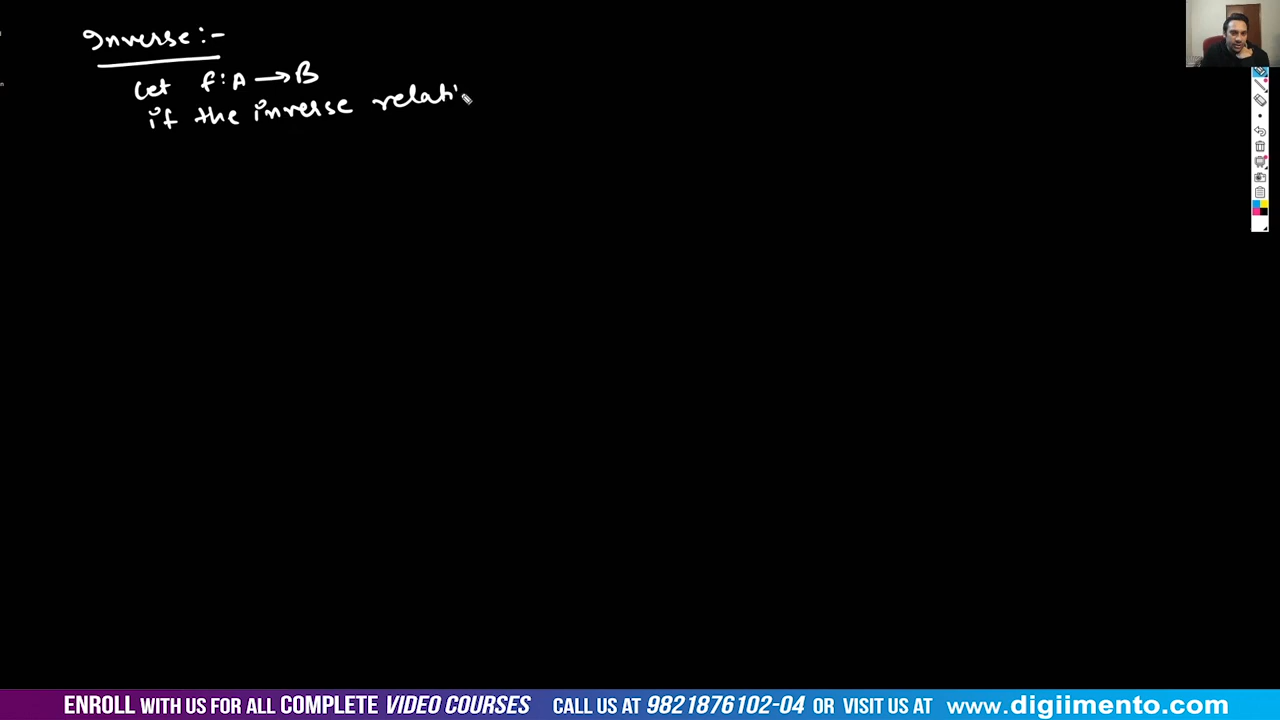 Inverse :-
Let f: A → B
if the inverse relati
ENROLL WITH US FOR ALL COMPLETE VIDEO COURSES CALL US AT 9821876102-04 OR VISIT US AT www.digiimento.com